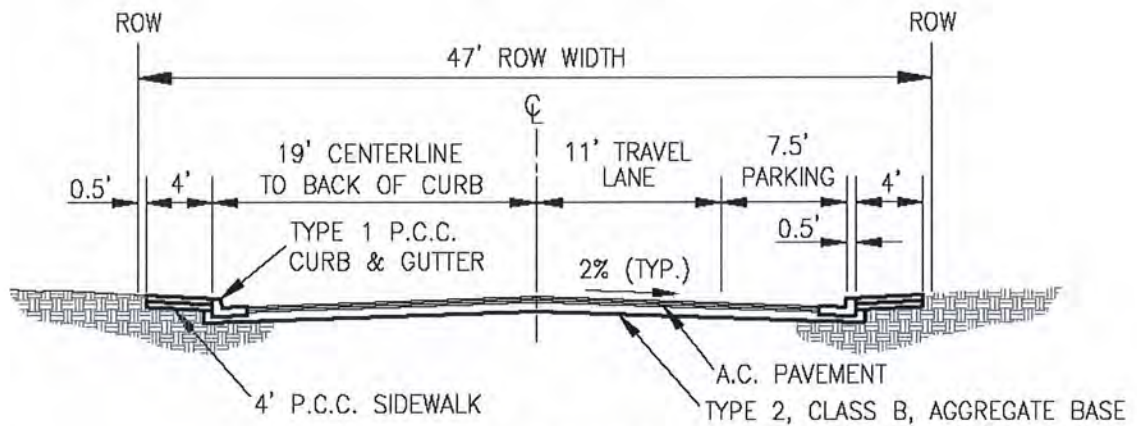 ROW
ROW
47' ROW WIDTH
℄
19' CENTERLINE
TO BACK OF CURB
11' TRAVEL
LANE
7.5'
PARKING
0.5'
4'
4'
0.5'
TYPE 1 P.C.C.
CURB & GUTTER
2% (TYP.)
4' P.C.C. SIDEWALK
A.C. PAVEMENT
TYPE 2, CLASS B, AGGREGATE BASE